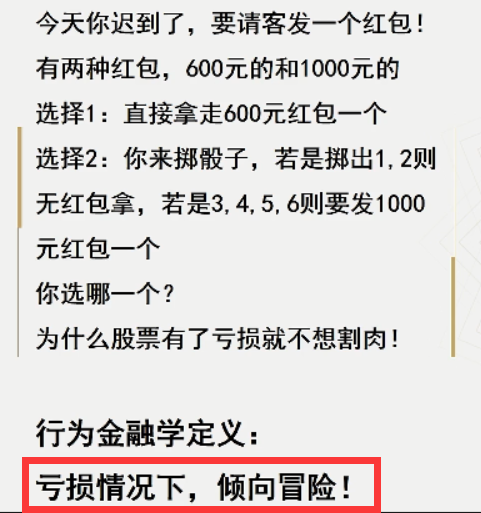 今天你迟到了，要请客发一个红包！
有两种红包，600元的和1000元的
选择1：直接拿走600元红包一个
选择2：你来掷骰子，若是掷出1,2则
无红包拿，若是3,4,5,6则要发1000
元红包一个
你选哪一个？
为什么股票有了亏损就不想割肉！
行为金融学定义：
亏损情况下，倾向冒险！